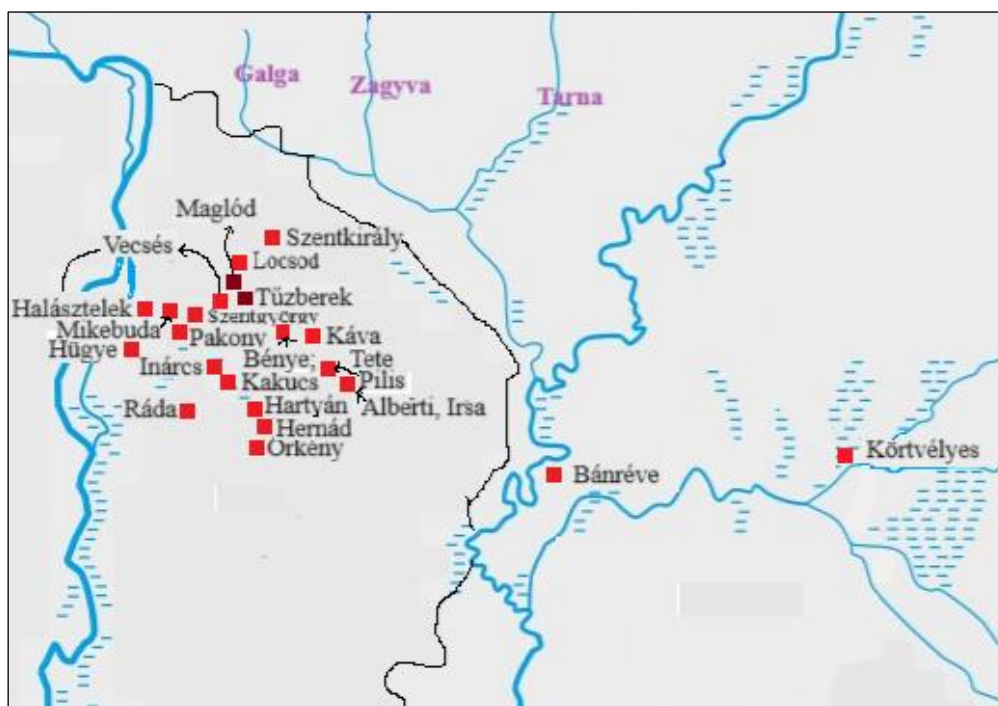 Galga
Zagyva
Tarna
Maglód
Szentkirály
Vecsés
Locsod
Tűzberek
Halásztelek
Szentgyörgy
Mikebuda
Pakony
Káva
Hügye
Bénye; Tete
Inárcs
Kakucs
Pilis
Ráda
Hartyán
Alberti, Irsa
Hernád
Örkény
Körtvélyes
Bánréve